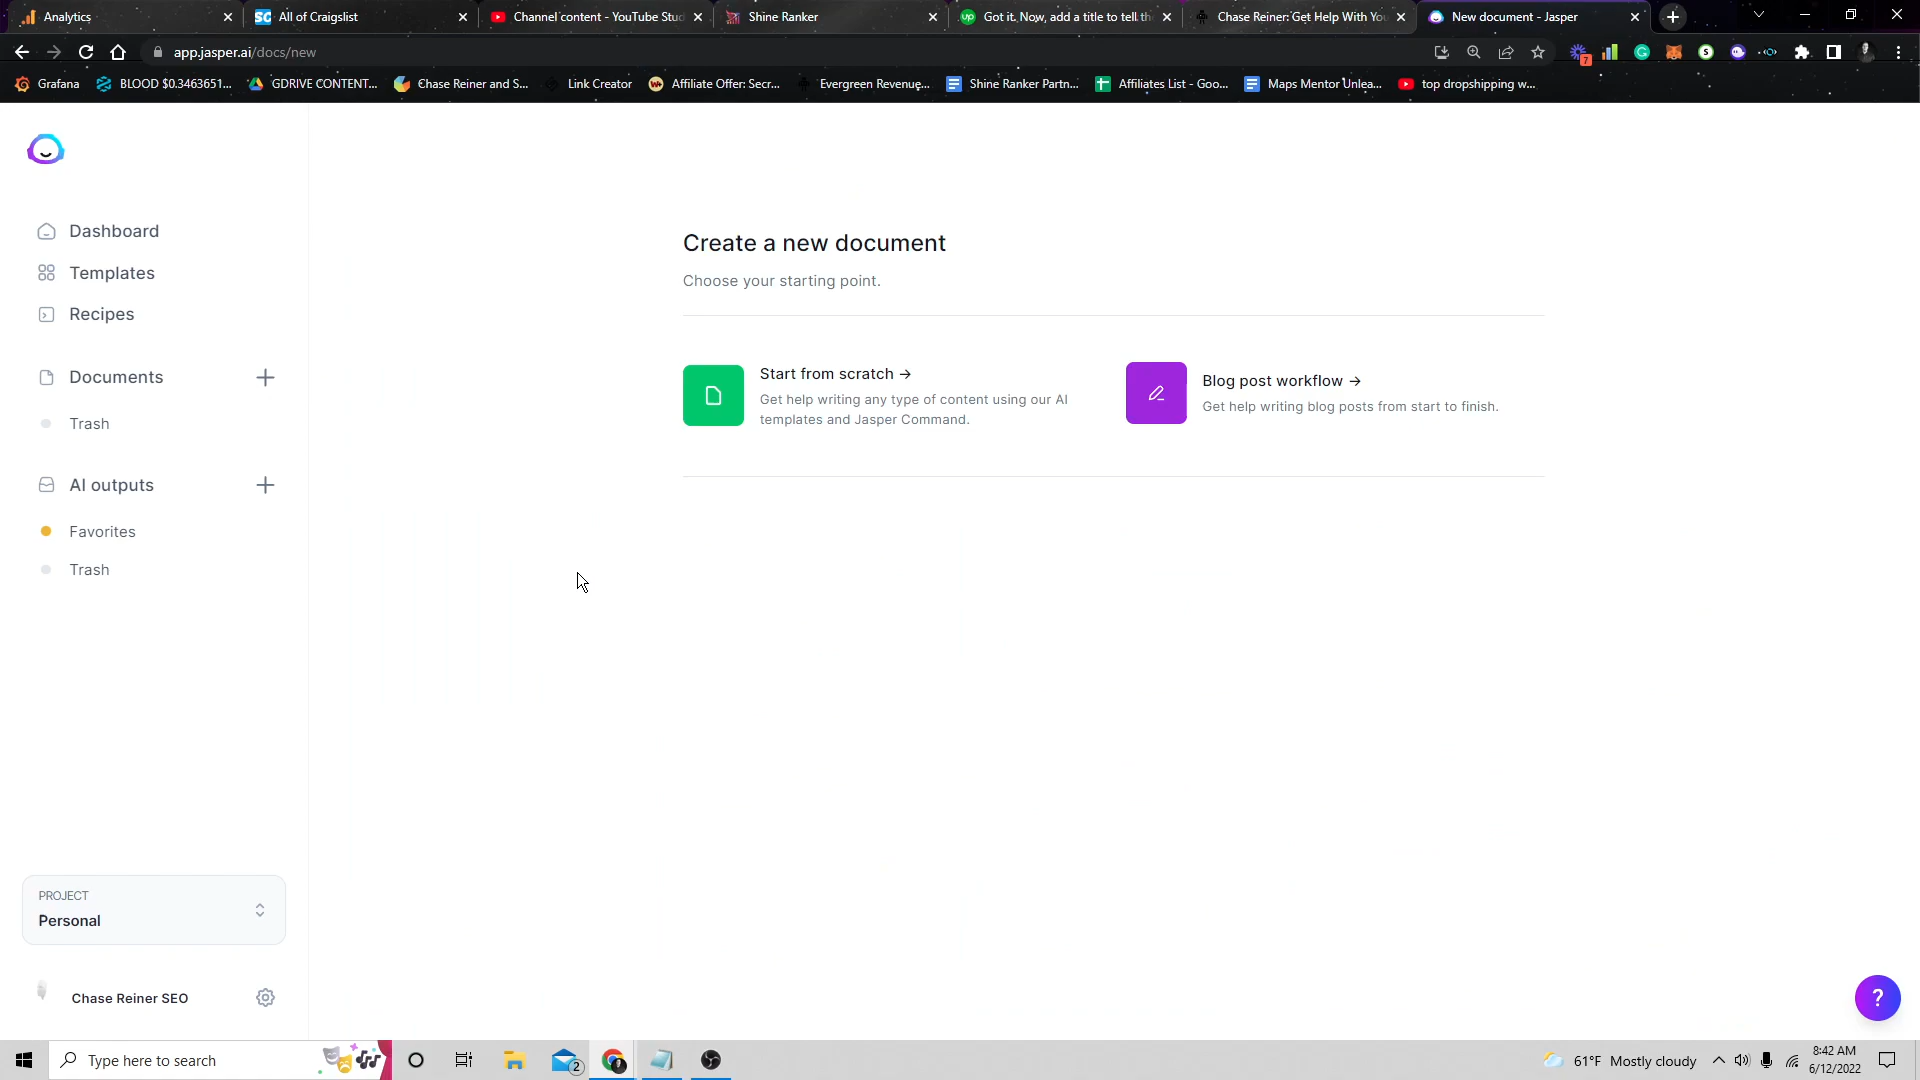 Analytics
All of Craigslist
Channel content - YouTube Stud
Shine Ranker
Got it. Now, add a title to tell th
Chase Reiner: Get Help With You
New document - Jasper
app.jasper.ai/docs/new
7
Grafana
BLOOD $0.3463651...
GDRIVE CONTENT...
Chase Reiner and S...
Link Creator
Affiliate Offer: Secr...
Evergreen Revenue...
Shine Ranker Partn...
Affiliates List - Goo...
Maps Mentor Unlea...
top dropshipping w...
Dashboard
Templates
Recipes
Documents
Trash
AI outputs
Favorites
Trash
Create a new document
Choose your starting point.
Start from scratch →
Get help writing any type of content using our AI
templates and Jasper Command.
Blog post workflow →
Get help writing blog posts from start to finish.
PROJECT
Personal
Chase Reiner SEO
?
Type here to search
2
61°F Mostly cloudy
8:42 AM
6/12/2022